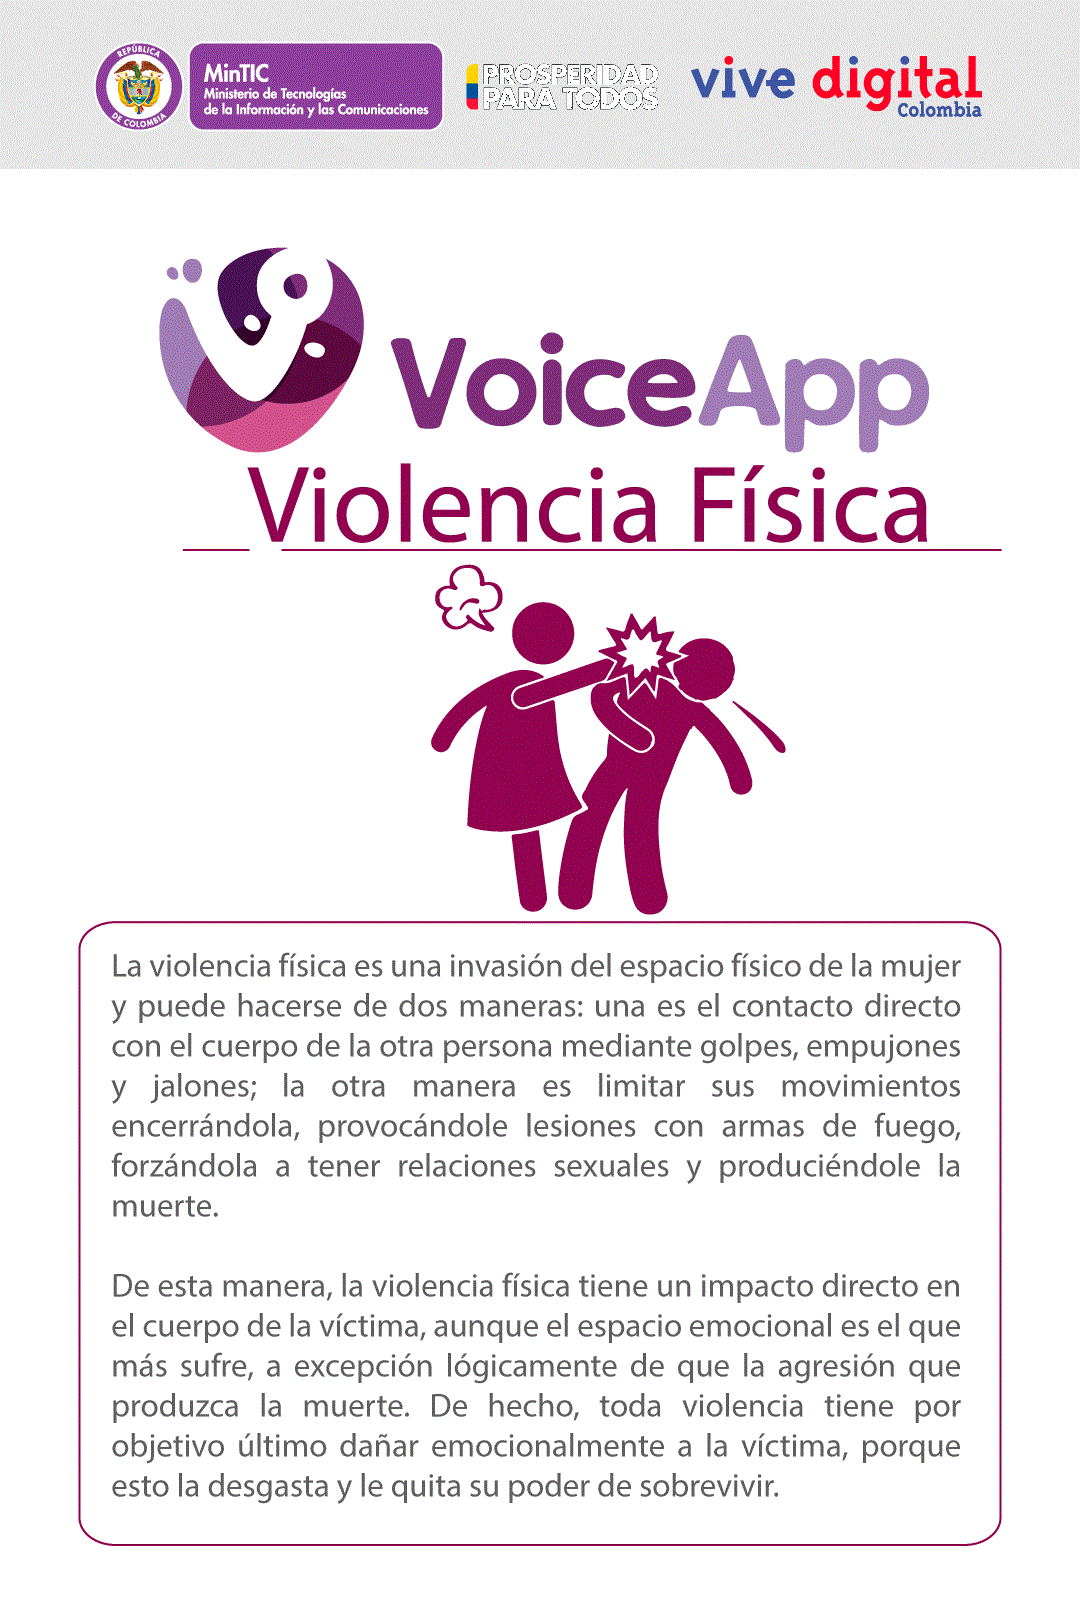 REPÚBLICA
DE COLOMBIA
MinTIC
Ministerio de Tecnologías
de la Información y las Comunicaciones
PROSPERIDAD
PARA TODOS
vive digital
Colombia
VoiceApp
Violencia Física
La violencia física es una invasión del espacio físico de la mujer
y puede hacerse de dos maneras: una es el contacto directo
con el cuerpo de la otra persona mediante golpes, empujones
y jalones; la otra manera es limitar sus movimientos
encerrándola, provocándole lesiones con armas de fuego,
forzándola a tener relaciones sexuales y produciéndole la
muerte.
De esta manera, la violencia física tiene un impacto directo en
el cuerpo de la víctima, aunque el espacio emocional es el que
más sufre, a excepción lógicamente de que la agresión que
produzca la muerte. De hecho, toda violencia tiene por
objetivo último dañar emocionalmente a la víctima, porque
esto la desgasta y le quita su poder de sobrevivir.